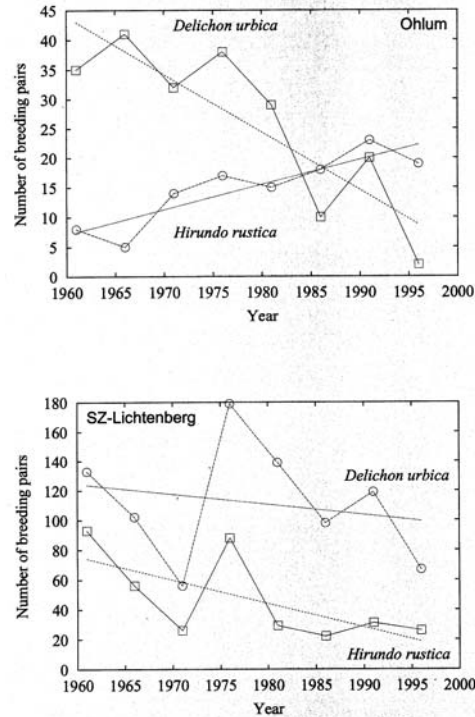 Delichon urbica
Ohlum
Number of breeding pairs
45
40
35
30
25
20
15
10
5
0
Hirundo rustica
1960 1965 1970 1975 1980 1985 1990 1995 2000
Year
SZ-Lichtenberg
Number of breeding pairs
180
160
140
120
100
80
60
40
20
0
Delichon urbica
Hirundo rustica
1960 1965 1970 1975 1980 1985 1990 1995 2000
Year